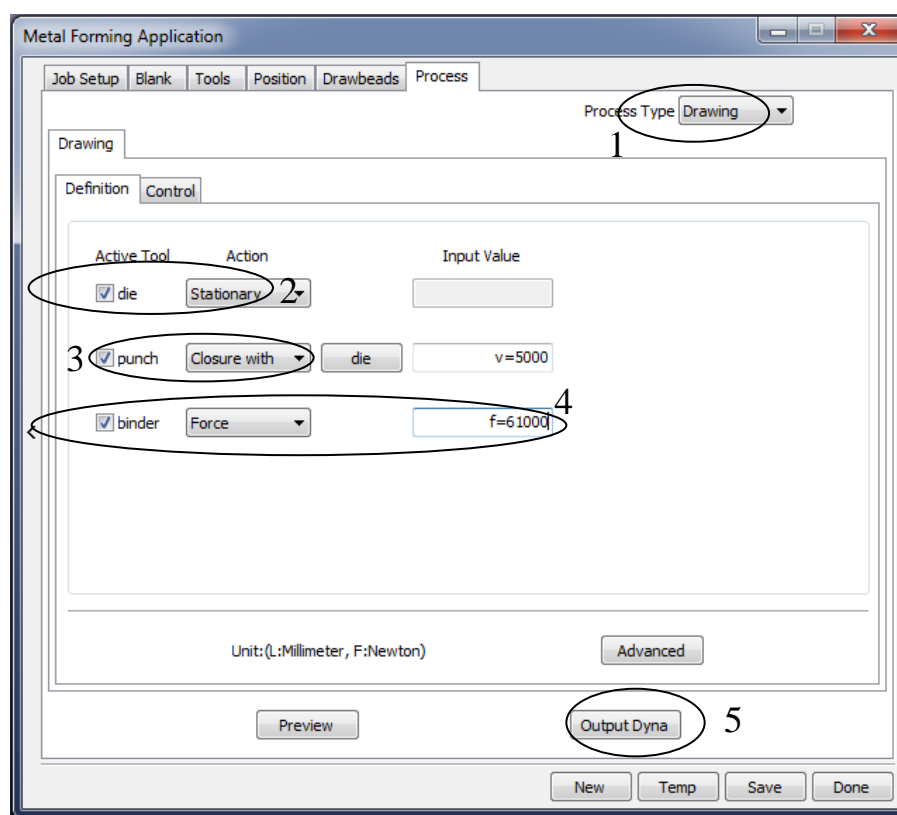 Metal Forming Application
Job Setup Blank Tools Position Drawbeads Process
Process Type Drawing
1
Drawing
Definition Control
Active Tool Action Input Value
die Stationary 2
3 punch Closure with die v=5000
4
binder Force f=61000
Unit:(L:Millimeter, F:Newton) Advanced
Preview Output Dyna 5
New Temp Save Done